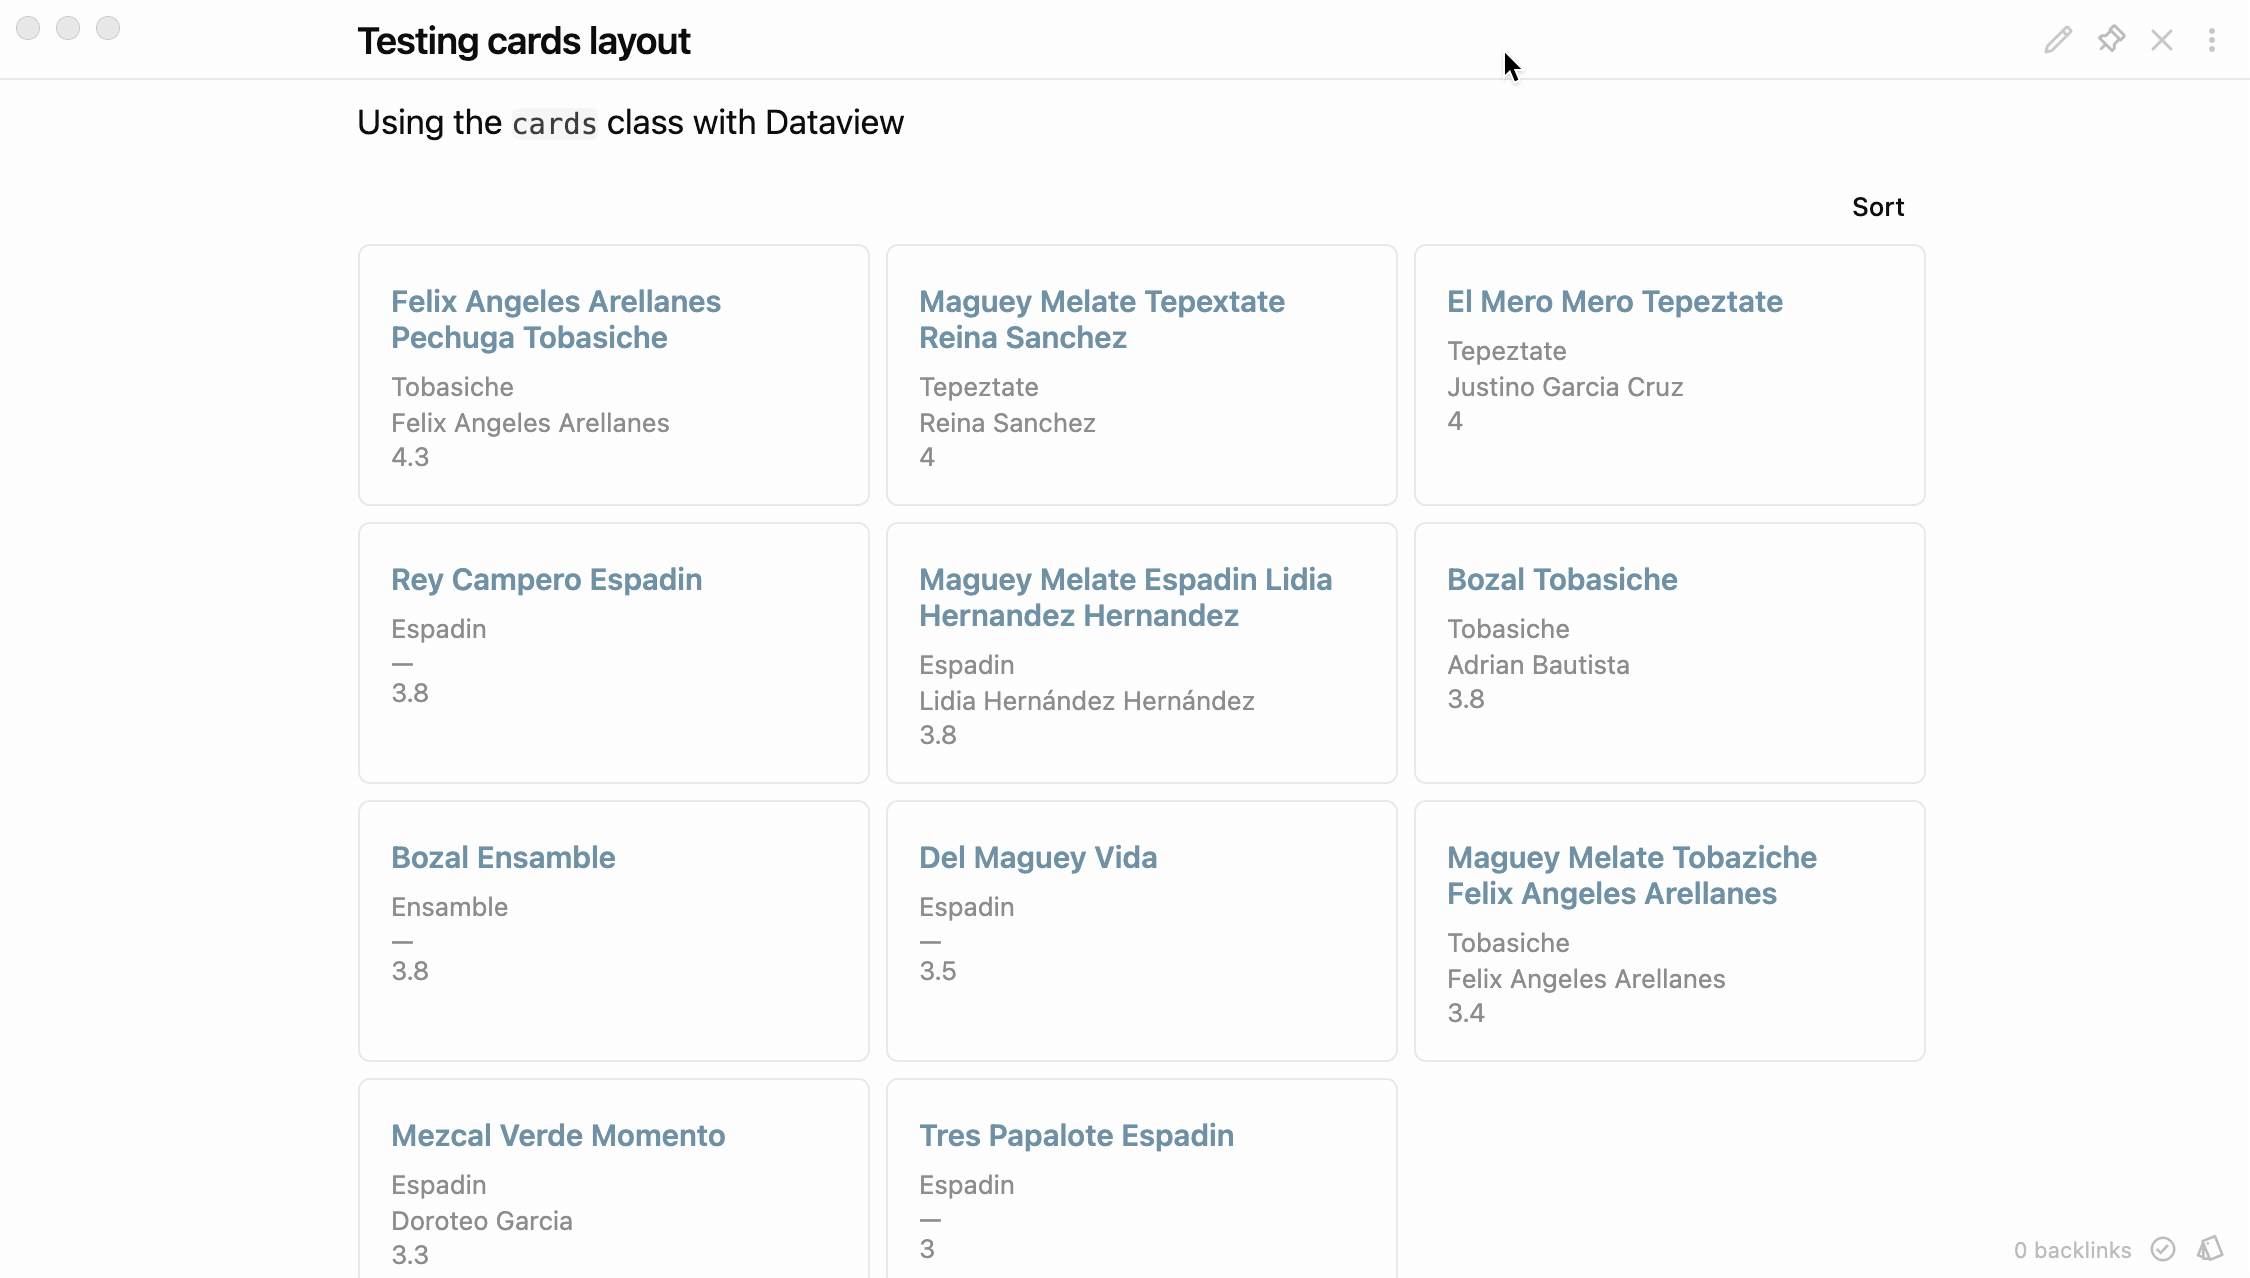 Testing cards layout
Using the cards class with Dataview
Sort
Felix Angeles Arellanes
Pechuga Tobasiche
Tobasiche
Felix Angeles Arellanes
4.3
Maguey Melate Tepextate
Reina Sanchez
Tepeztate
Reina Sanchez
4
El Mero Mero Tepeztate
Tepeztate
Justino Garcia Cruz
4
Rey Campero Espadin
Espadin
—
3.8
Maguey Melate Espadin Lidia
Hernandez Hernandez
Espadin
Lidia Hernández Hernández
3.8
Bozal Tobasiche
Tobasiche
Adrian Bautista
3.8
Bozal Ensamble
Ensamble
—
3.8
Del Maguey Vida
Espadin
—
3.5
Maguey Melate Tobaziche
Felix Angeles Arellanes
Tobasiche
Felix Angeles Arellanes
3.4
Mezcal Verde Momento
Espadin
Doroteo Garcia
3.3
Tres Papalote Espadin
Espadin
—
3
0 backlinks